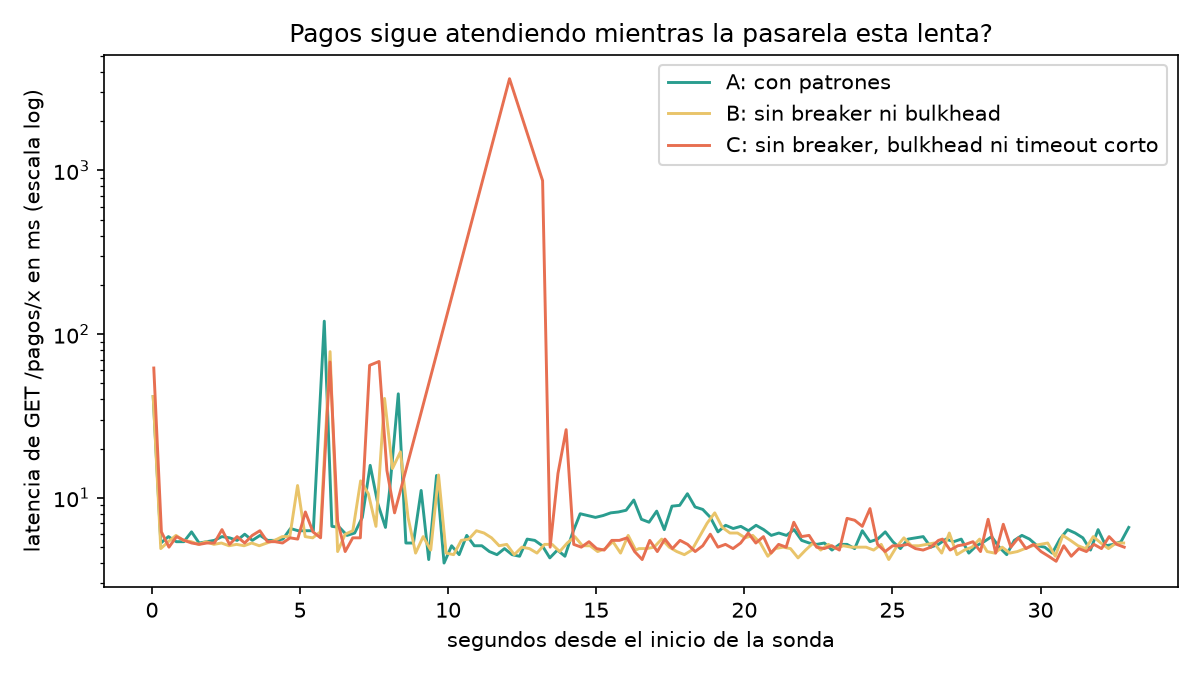 Pagos sigue atendiendo mientras la pasarela esta lenta?
A: con patrones
B: sin breaker ni bulkhead
C: sin breaker, bulkhead ni timeout corto
latencia de GET /pagos/x en ms (escala log)
10³
10²
10¹
0 5 10 15 20 25 30
segundos desde el inicio de la sonda